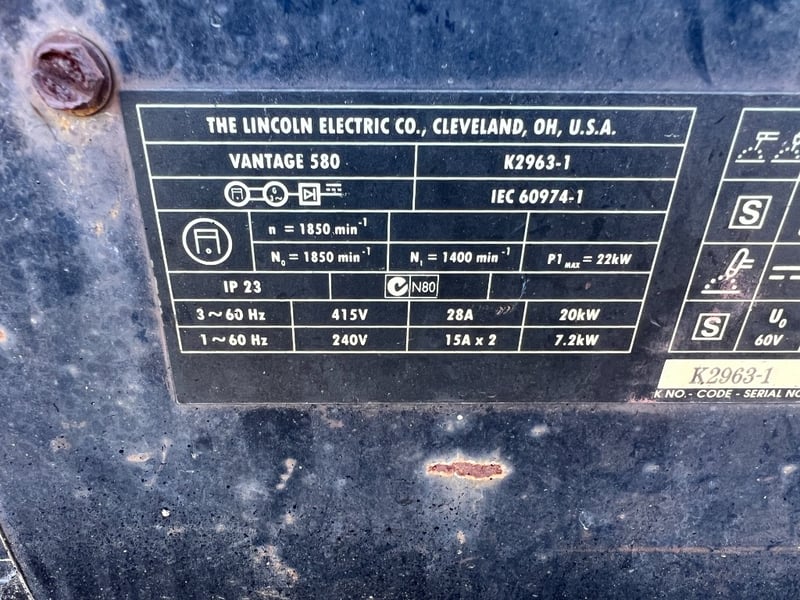 THE LINCOLN ELECTRIC CO., CLEVELAND, OH, U.S.A.
VANTAGE 580 K2963-1
IEC 60974-1
n = 1850 min⁻¹
N₀ = 1850 min⁻¹ N₁ = 1400 min⁻¹ P1MAX = 22kW
IP 23 N80
3~60 Hz 415V 28A 20kW
1~60 Hz 240V 15A x 2 7.2kW
S
S U₀
60V
K2963-1
K NO.- CODE - SERIAL NO